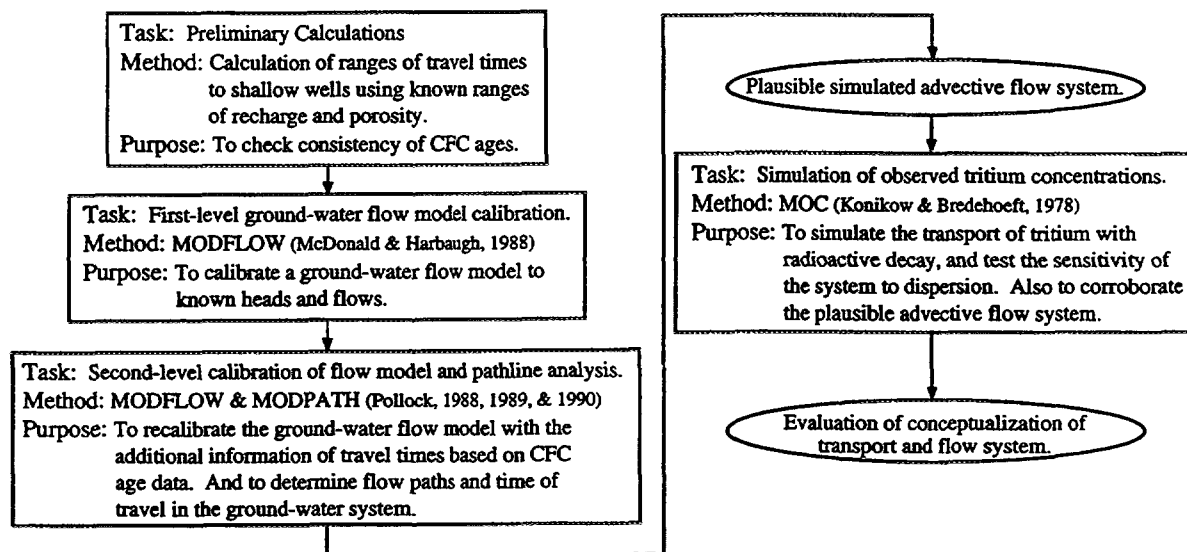 Task: Preliminary Calculations
Method: Calculation of ranges of travel times
to shallow wells using known ranges
of recharge and porosity.
Purpose: To check consistency of CFC ages.
Task: First-level ground-water flow model calibration.
Method: MODFLOW (McDonald & Harbaugh, 1988)
Purpose: To calibrate a ground-water flow model to
known heads and flows.
Task: Second-level calibration of flow model and pathline analysis.
Method: MODFLOW & MODPATH (Pollock, 1988, 1989, & 1990)
Purpose: To recalibrate the ground-water flow model with the
additional information of travel times based on CFC
age data. And to determine flow paths and time of
travel in the ground-water system.
Plausible simulated advective flow system.
Task: Simulation of observed tritium concentrations.
Method: MOC (Konikow & Bredehoeft, 1978)
Purpose: To simulate the transport of tritium with
radioactive decay, and test the sensitivity of
the system to dispersion. Also to corroborate
the plausible advective flow system.
Evaluation of conceptualization of
transport and flow system.